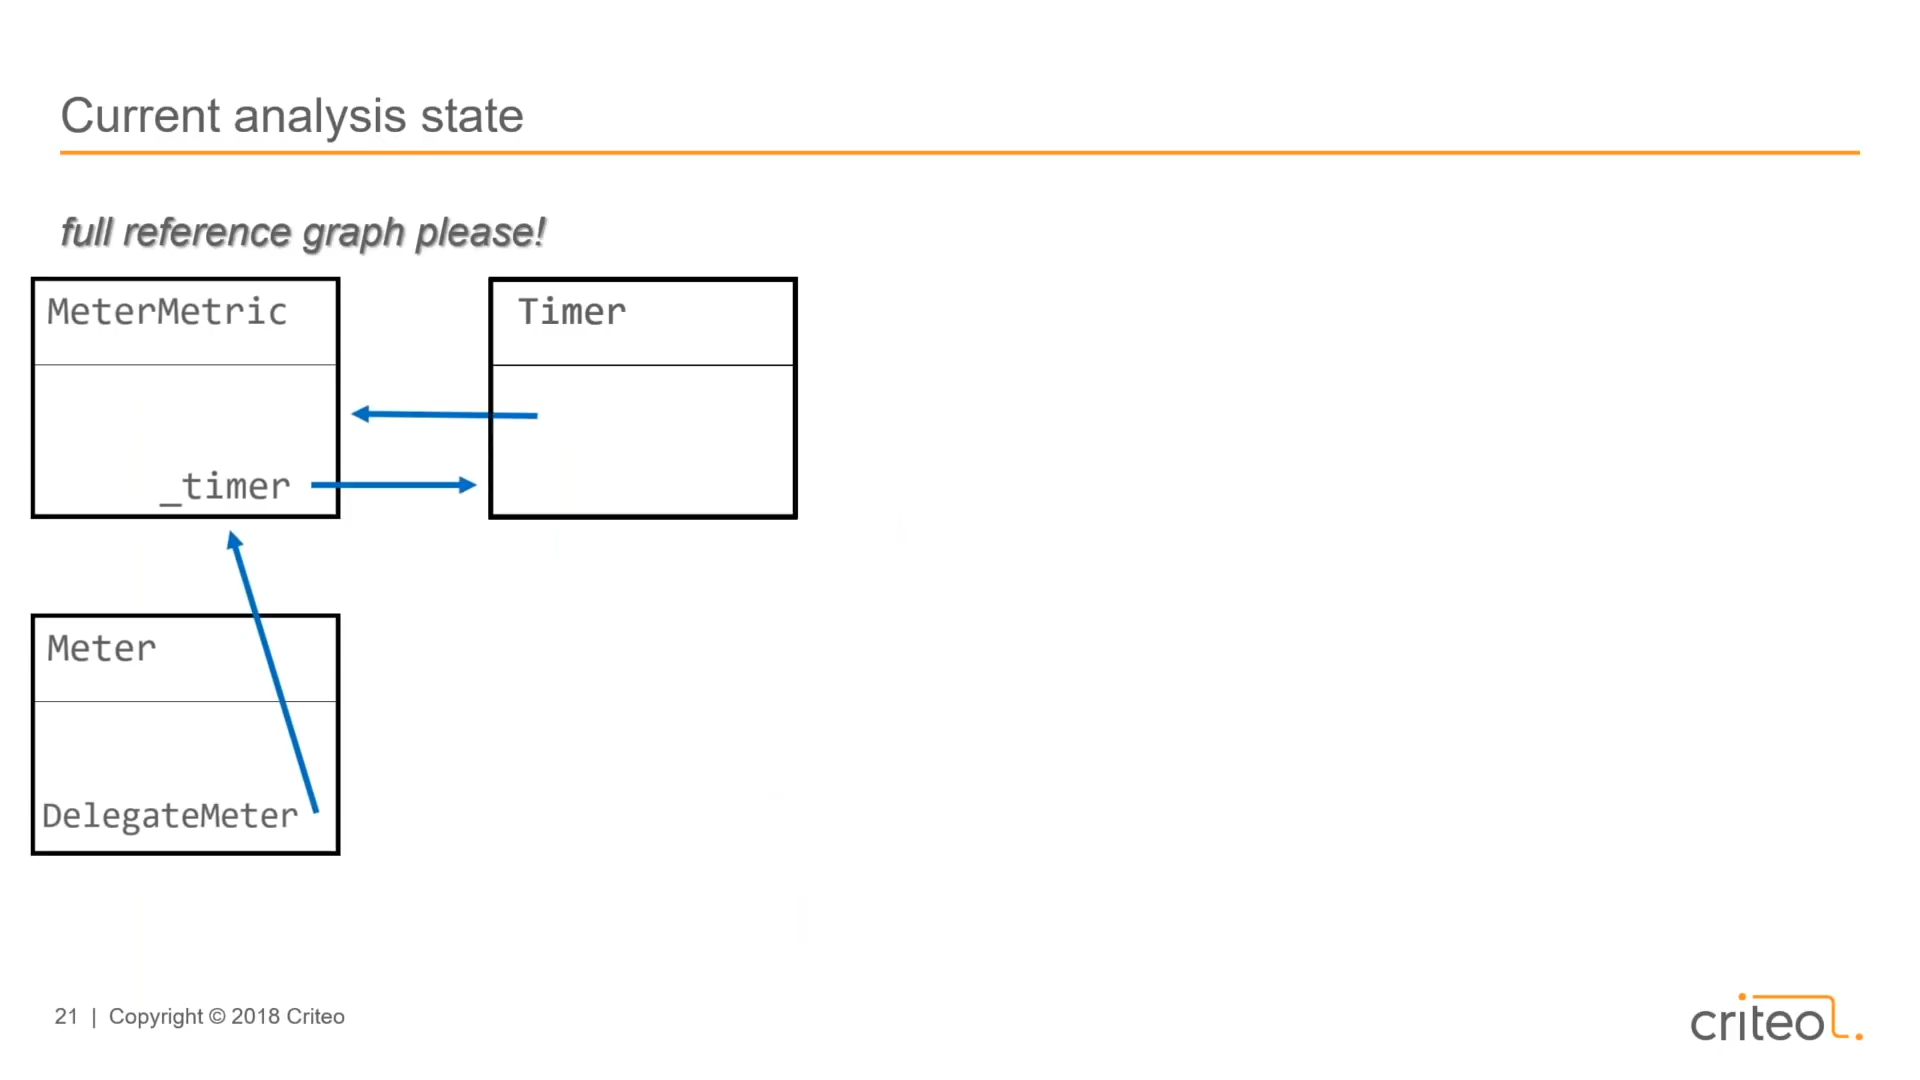 Current analysis state
full reference graph please!
MeterMetric
Timer
_timer
Meter
DelegateMeter
21 | Copyright © 2018 Criteo
criteo